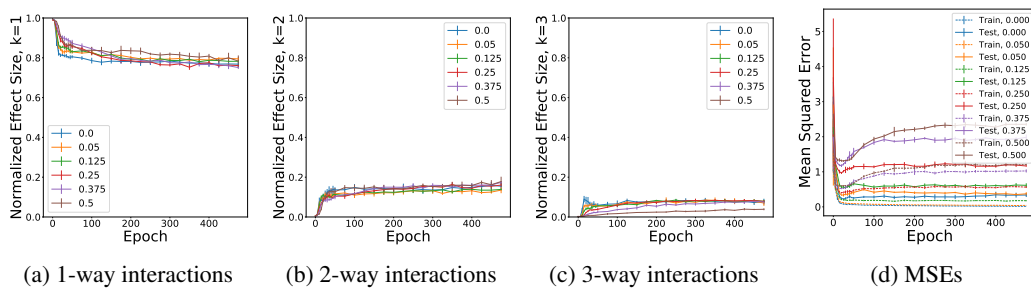 Normalized Effect Size, k=1
1.0
0.8
0.6
0.4
0.2
0.0
0.0
0.05
0.125
0.25
0.375
0.5
0 100 200 300 400
Epoch
(a) 1-way interactions
Normalized Effect Size, k=2
1.0
0.8
0.6
0.4
0.2
0.0
0.0
0.05
0.125
0.25
0.375
0.5
0 100 200 300 400
Epoch
(b) 2-way interactions
Normalized Effect Size, k=3
1.0
0.8
0.6
0.4
0.2
0.0
0.0
0.05
0.125
0.25
0.375
0.5
0 100 200 300 400
Epoch
(c) 3-way interactions
Mean Squared Error
5
4
3
2
1
0
Train, 0.000
Test, 0.000
Train, 0.050
Test, 0.050
Train, 0.125
Test, 0.125
Train, 0.250
Test, 0.250
Train, 0.375
Test, 0.375
Train, 0.500
Test, 0.500
0 100 200 300 400
Epoch
(d) MSEs